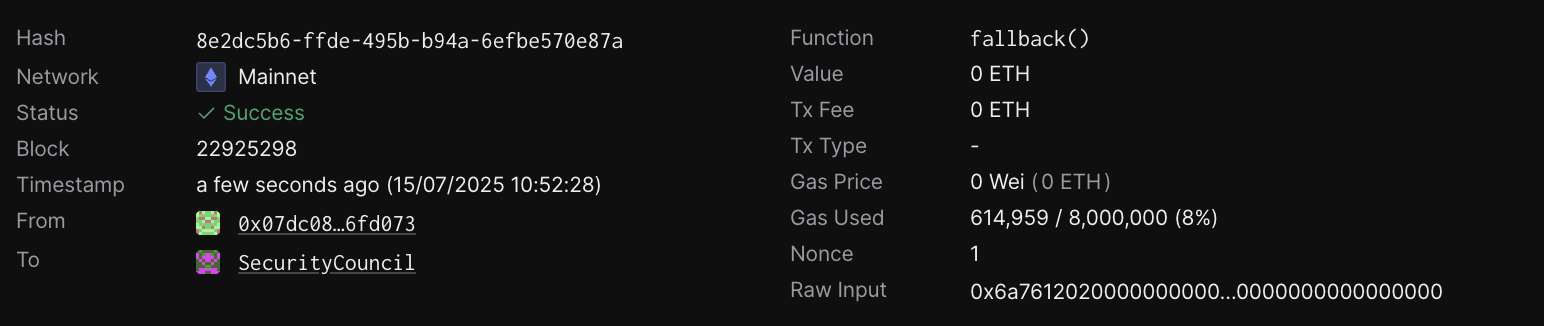 Hash 8e2dc5b6-ffde-495b-b94a-6efbe570e87a
Network Mainnet
Status Success
Block 22925298
Timestamp a few seconds ago (15/07/2025 10:52:28)
From 0x07dc08…6fd073
To SecurityCouncil
Function fallback()
Value 0 ETH
Tx Fee 0 ETH
Tx Type -
Gas Price 0 Wei (0 ETH)
Gas Used 614,959 / 8,000,000 (8%)
Nonce 1
Raw Input 0x6a7612020000000000…0000000000000000